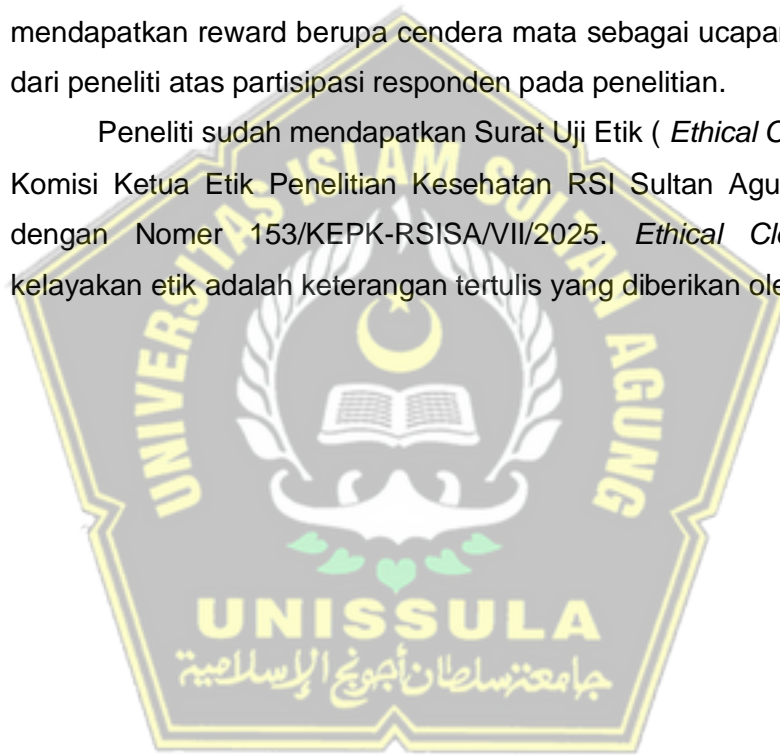 mendapatkan reward berupa cendera mata sebagai ucapan
dari peneliti atas partisipasi responden pada penelitian.
Peneliti sudah mendapatkan Surat Uji Etik ( Ethical C
Komisi Ketua Etik Penelitian Kesehatan RSI Sultan Agu
dengan Nomer 153/KEPK-RSISA/VII/2025. Ethical Cle
kelayakan etik adalah keterangan tertulis yang diberikan ole
UNIVERSITAS ISLAM SULTAN AGUNG
UNISSULA
جامعة سلطان أجونج الإسلامية